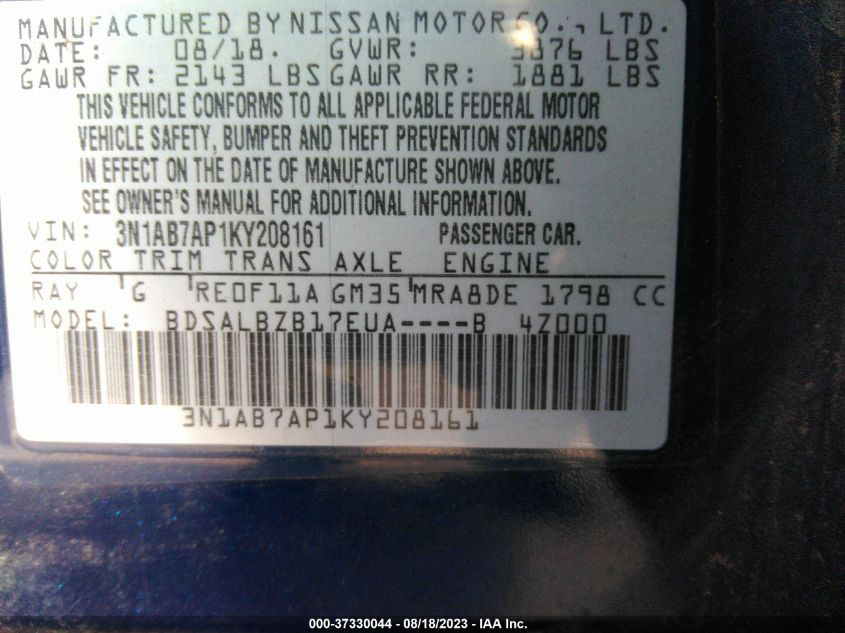 MANUFACTURED BY NISSAN MOTOR CO., LTD.
DATE: 08/18. GVWR: 3876 LBS
GAWR FR: 2143 LBS GAWR RR: 1881 LBS
THIS VEHICLE CONFORMS TO ALL APPLICABLE FEDERAL MOTOR
VEHICLE SAFETY, BUMPER AND THEFT PREVENTION STANDARDS
IN EFFECT ON THE DATE OF MANUFACTURE SHOWN ABOVE.
SEE OWNER'S MANUAL FOR ADDITIONAL INFORMATION.
VIN: 3N1AB7AP1KY208161 PASSENGER CAR.
COLOR TRIM TRANS AXLE ENGINE
RAY G RE0F11A GM35 MRA8DE 1798 CC
MODEL: BDSALBZB17EUA----B 4Z000
3N1AB7AP1KY208161
000-37330044 - 08/18/2023 - IAA Inc.